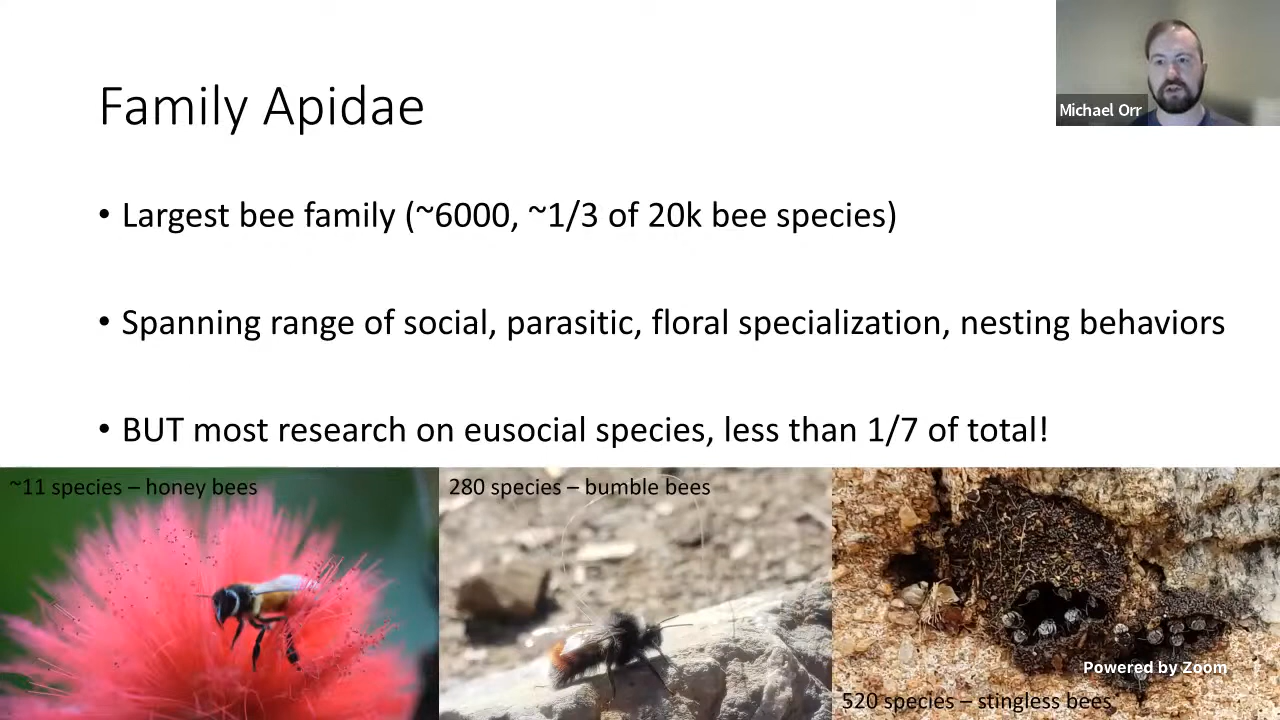 Family Apidae
Michael Orr
• Largest bee family (~6000, ~1/3 of 20k bee species)
• Spanning range of social, parasitic, floral specialization, nesting behaviors
• BUT most research on eusocial species, less than 1/7 of total!
~11 species – honey bees
280 species – bumble bees
Powered by Zoom
520 species – stingless bees